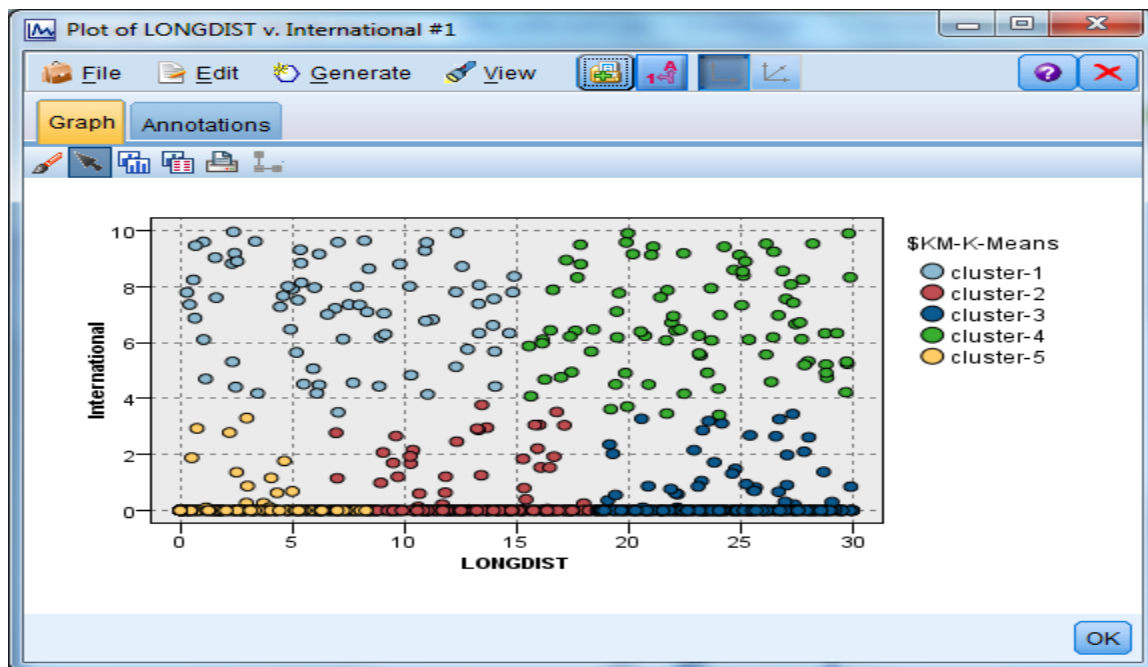 Plot of LONGDIST v. International #1
File Edit Generate View
Graph Annotations
International
10
8
6
4
2
0
0 5 10 15 20 25 30
LONGDIST
$KM-K-Means
cluster-1
cluster-2
cluster-3
cluster-4
cluster-5
OK